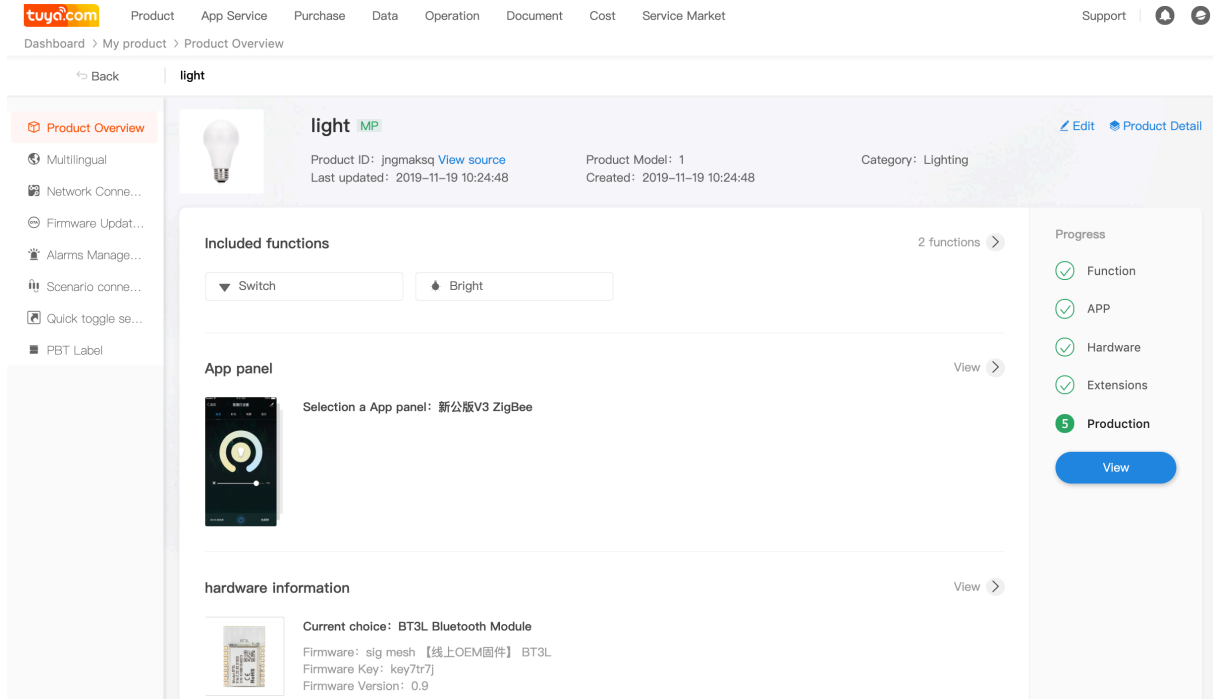 tuya.com
Product App Service Purchase Data Operation Document Cost Service Market Support
Dashboard > My product > Product Overview
Back
light
Product Overview
Multilingual
Network Conne...
Firmware Updat...
Alarms Manage...
Scenario conne...
Quick toggle se...
PBT Label
light MP
Edit Product Detail
Product ID：jngmaksq View source
Product Model：1
Category：Lighting
Last updated：2019-11-19 10:24:48
Created：2019-11-19 10:24:48
Included functions
2 functions
Switch
Bright
App panel
View
Selection a App panel：新公版V3 ZigBee
hardware information
View
Current choice：BT3L Bluetooth Module
Firmware：sig mesh 【线上OEM固件】 BT3L
Firmware Key：key7tr7j
Firmware Version：0.9
Progress
Function
APP
Hardware
Extensions
5 Production
View